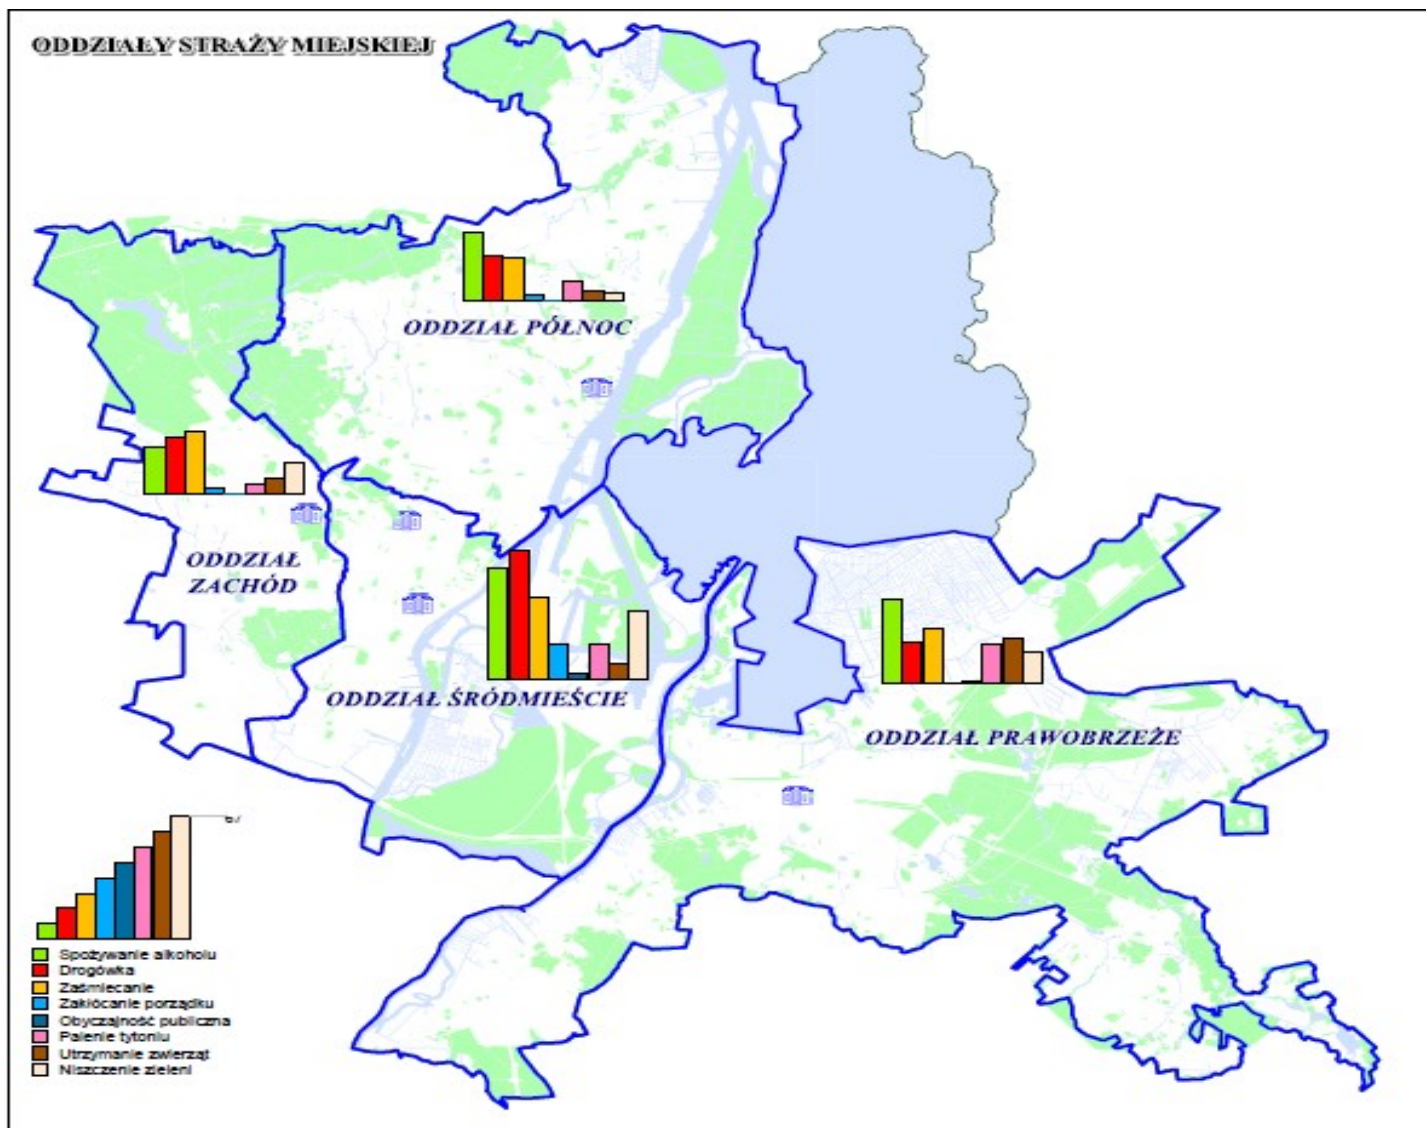 ODDZIAŁY STRAŻY MIEJSKIEJ
ODDZIAŁ PÓŁNOC
ODDZIAŁ
ZACHÓD
ODDZIAŁ ŚRÓDMIEŚCIE
ODDZIAŁ PRAWOBRZEŻE
Spożywanie alkoholu
Drogówka
Zaśmiecanie
Zakłócanie porządku
Obyczajność publiczna
Palenie tytoniu
Utrzymanie zwierząt
Niszczenie zieleni